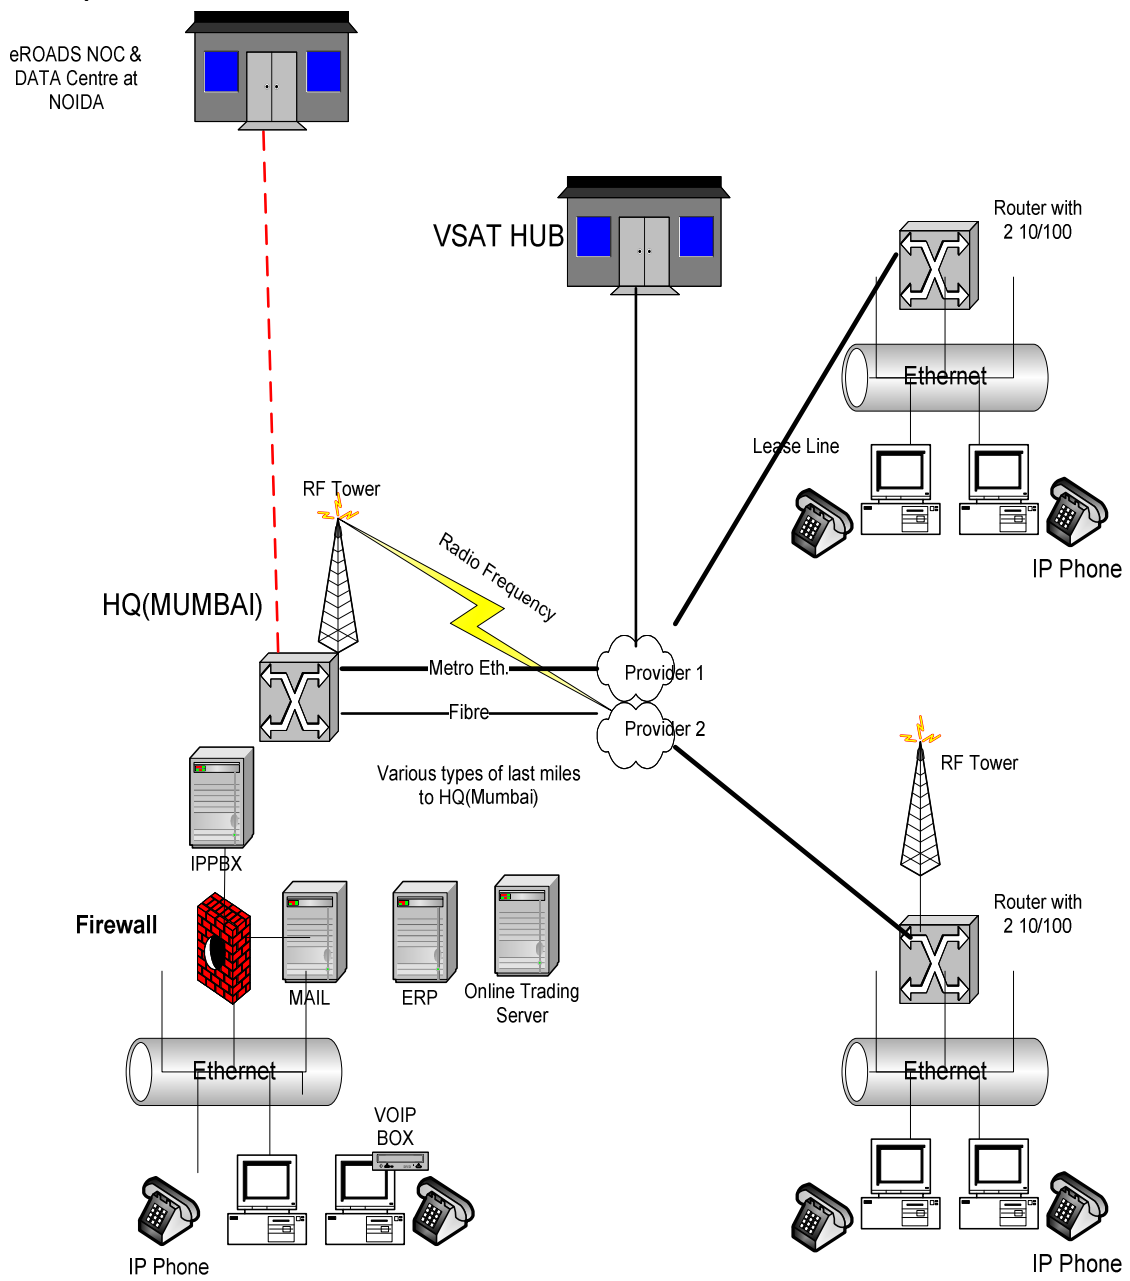 eROADS NOC &
DATA Centre at
NOIDA
VSAT HUB
Router with
2 10/100
Ethernet
Lease Line
IP Phone
RF Tower
Radio Frequency
HQ(MUMBAI)
Metro Eth.
Provider 1
Fibre
Provider 2
Various types of last miles
to HQ(Mumbai)
RF Tower
IPPBX
Firewall
MAIL
ERP
Online Trading
Server
Router with
2 10/100
Ethernet
Ethernet
VOIP
BOX
IP Phone
IP Phone